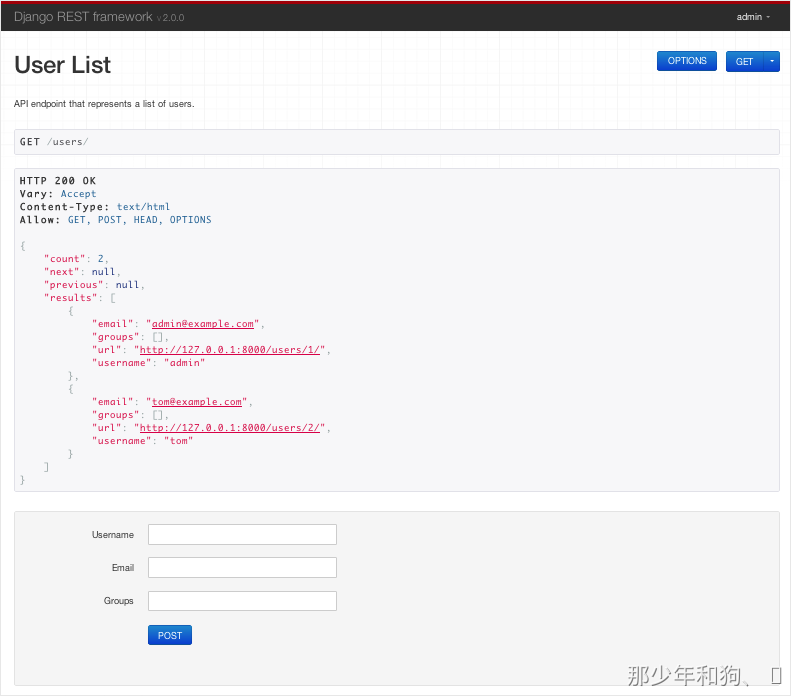 Django REST framework v 2.0.0
admin
User List
OPTIONS
GET
API endpoint that represents a list of users.
GET /users/
HTTP 200 OK
Vary: Accept
Content-Type: text/html
Allow: GET, POST, HEAD, OPTIONS
{
"count": 2,
"next": null,
"previous": null,
"results": [
{
"email": "admin@example.com",
"groups": [],
"url": "http://127.0.0.1:8000/users/1/",
"username": "admin"
},
{
"email": "tom@example.com",
"groups": [],
"url": "http://127.0.0.1:8000/users/2/",
"username": "tom"
}
]
}
Username
Email
Groups
POST
那少年和狗、